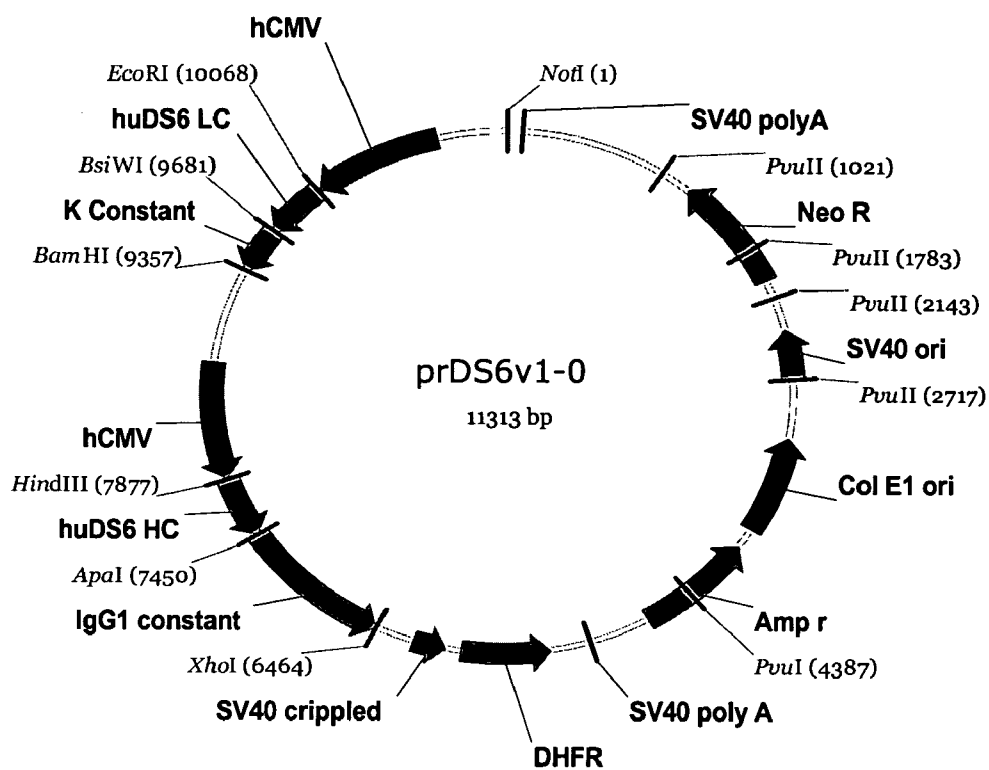 hCMV
EcoRI (10068)
NotI (1)
huDS6 LC
SV40 polyA
BsiWI (9681)
PvuII (1021)
K Constant
Neo R
BamHI (9357)
PvuII (1783)
PvuII (2143)
SV40 ori
prDS6v1-0
PvuII (2717)
11313 bp
hCMV
HindIII (7877)
Col E1 ori
huDS6 HC
ApaI (7450)
IgG1 constant
Amp r
XhoI (6464)
PvuI (4387)
SV40 crippled
SV40 poly A
DHFR